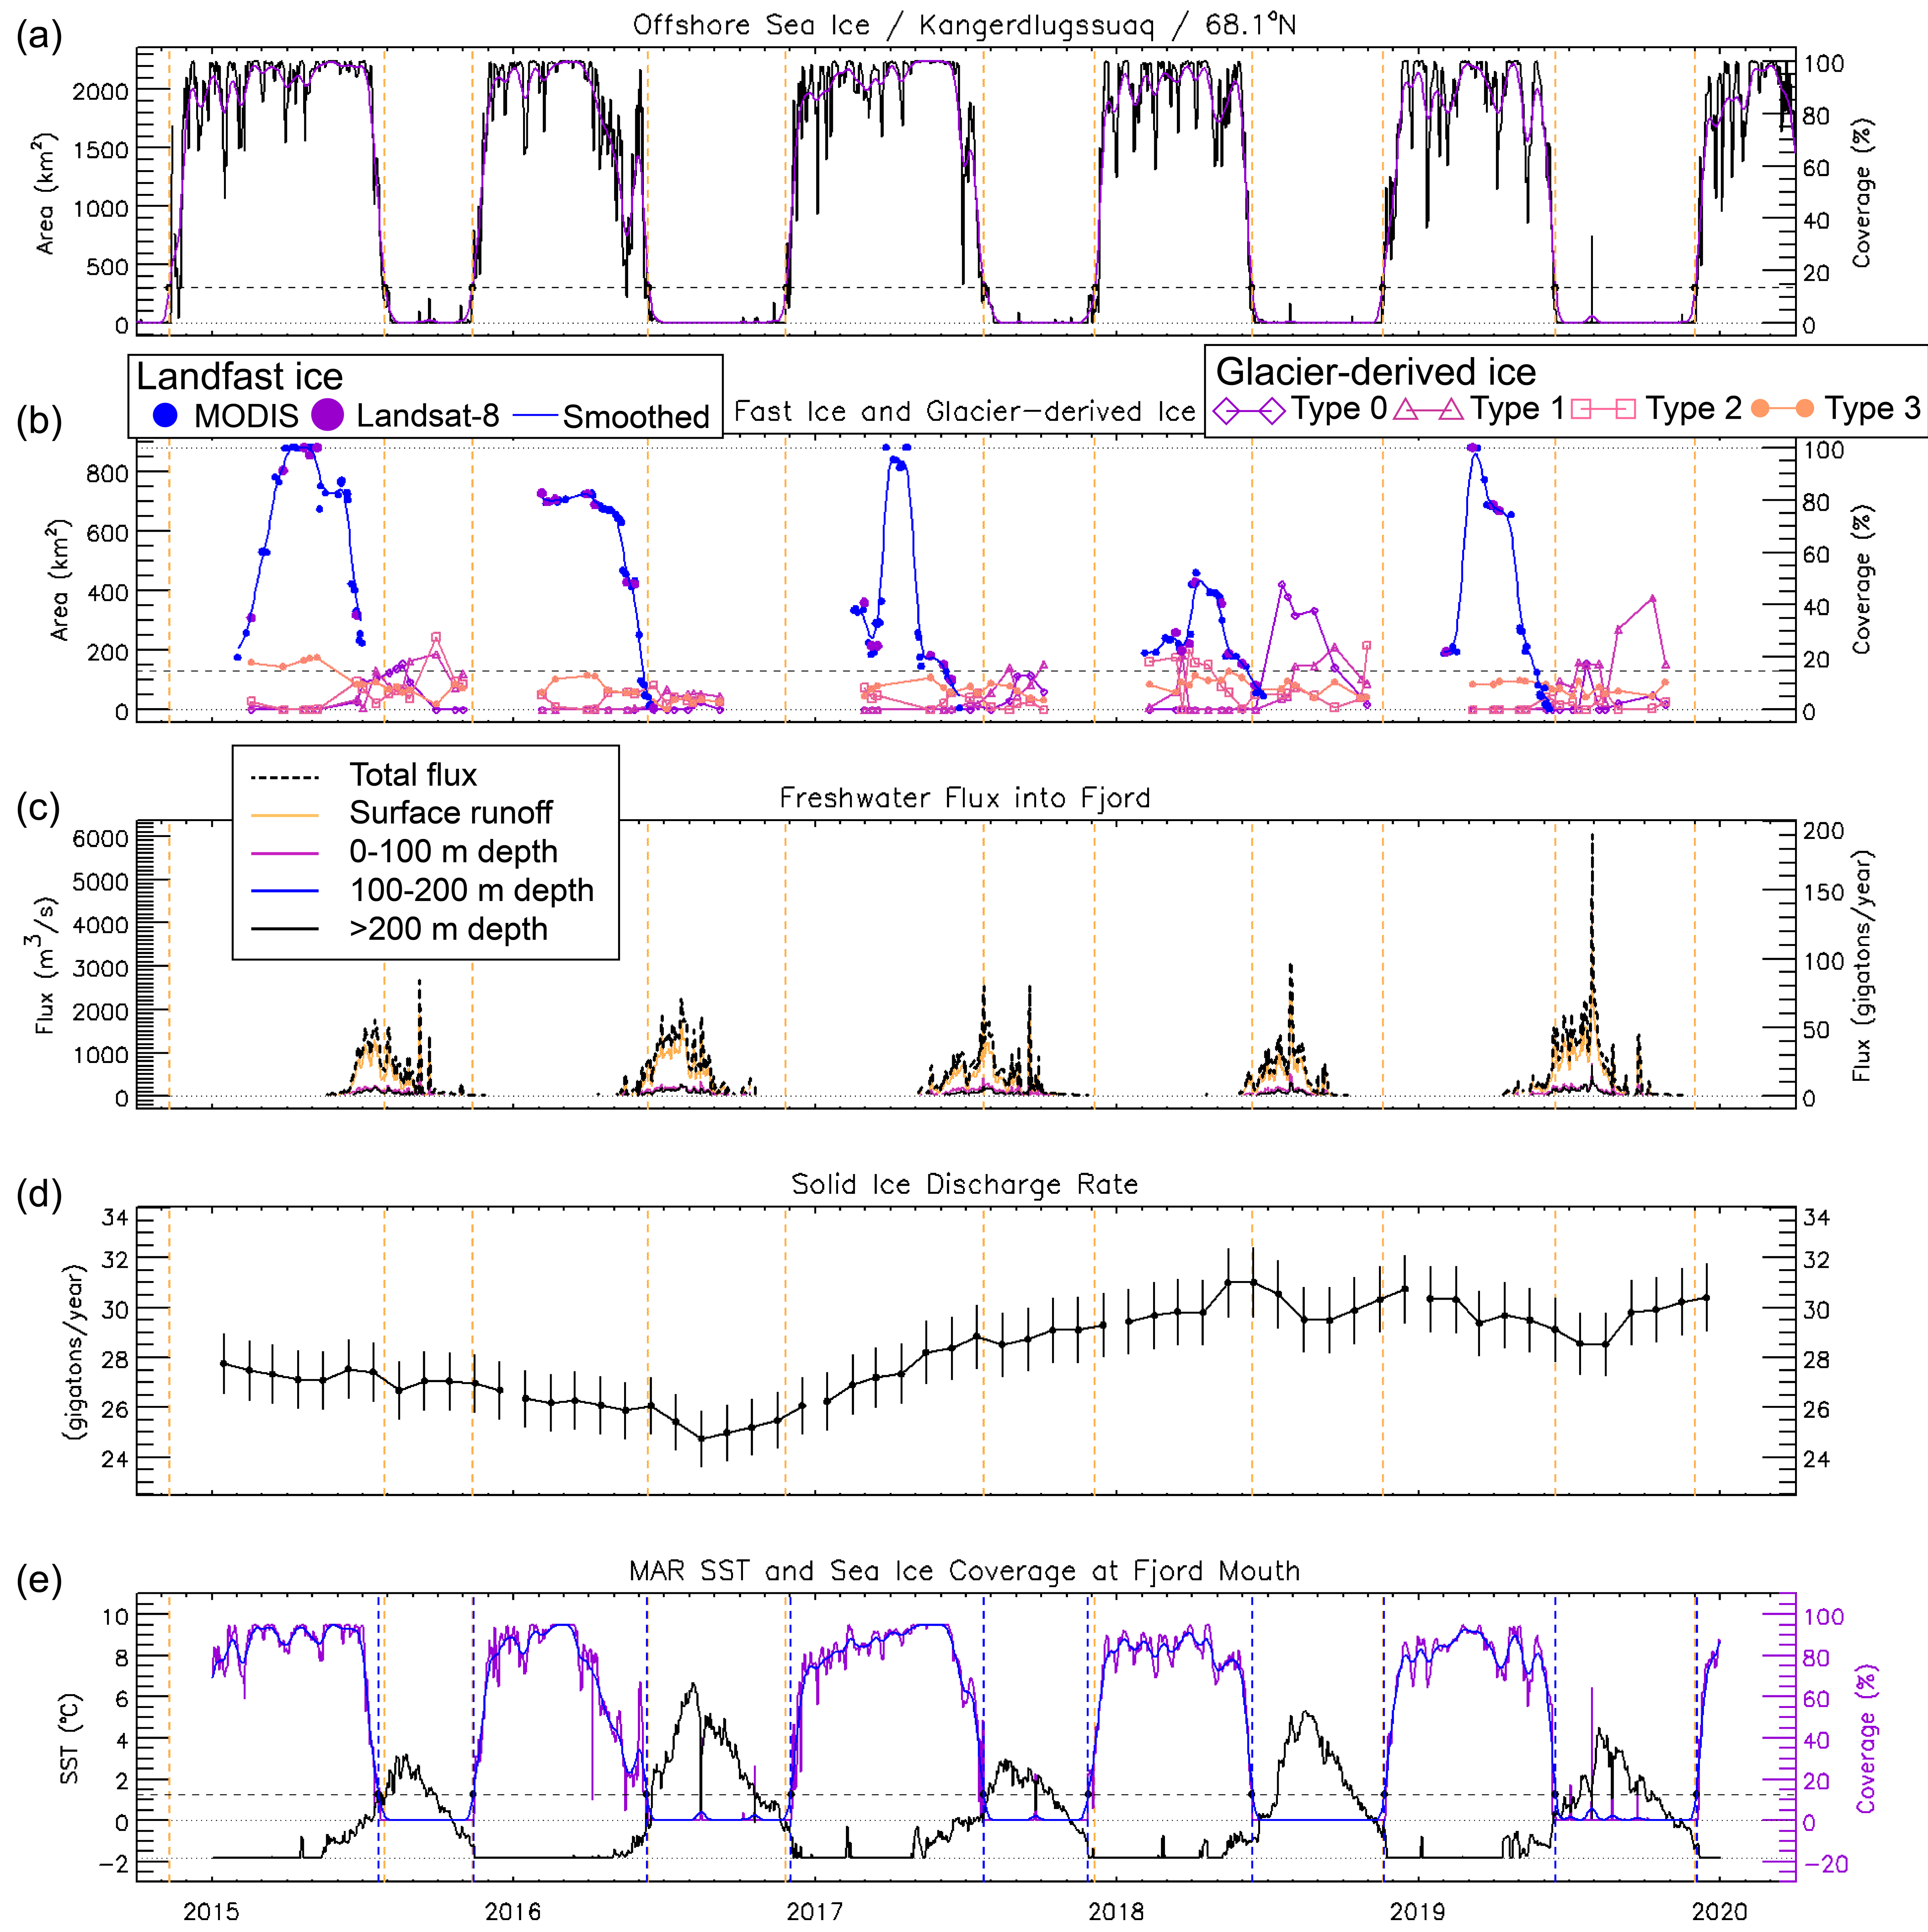 (a)
Offshore Sea Ice / Kangerdlugssuaq / 68.1°N
Area (km²)
2000
1500
1000
500
0
100
80
60
40
20
0
Coverage (%)
Landfast ice
MODIS Landsat-8 Smoothed
(b)
Fast Ice and Glacier-derived Ice
Glacier-derived ice
Type 0 Type 1 Type 2 Type 3
Area (km²)
800
600
400
200
0
100
80
60
40
20
0
Coverage (%)
(c)
Freshwater Flux into Fjord
Total flux
Surface runoff
0-100 m depth
100-200 m depth
>200 m depth
Flux (m³/s)
6000
5000
4000
3000
2000
1000
0
200
150
100
50
0
Flux (gigatons/year)
(d)
Solid Ice Discharge Rate
(gigatons/year)
34
32
30
28
26
24
34
32
30
28
26
24
(e)
MAR SST and Sea Ice Coverage at Fjord Mouth
SST (°C)
10
8
6
4
2
0
-2
100
80
60
40
20
0
-20
Coverage (%)
2015 2016 2017 2018 2019 2020